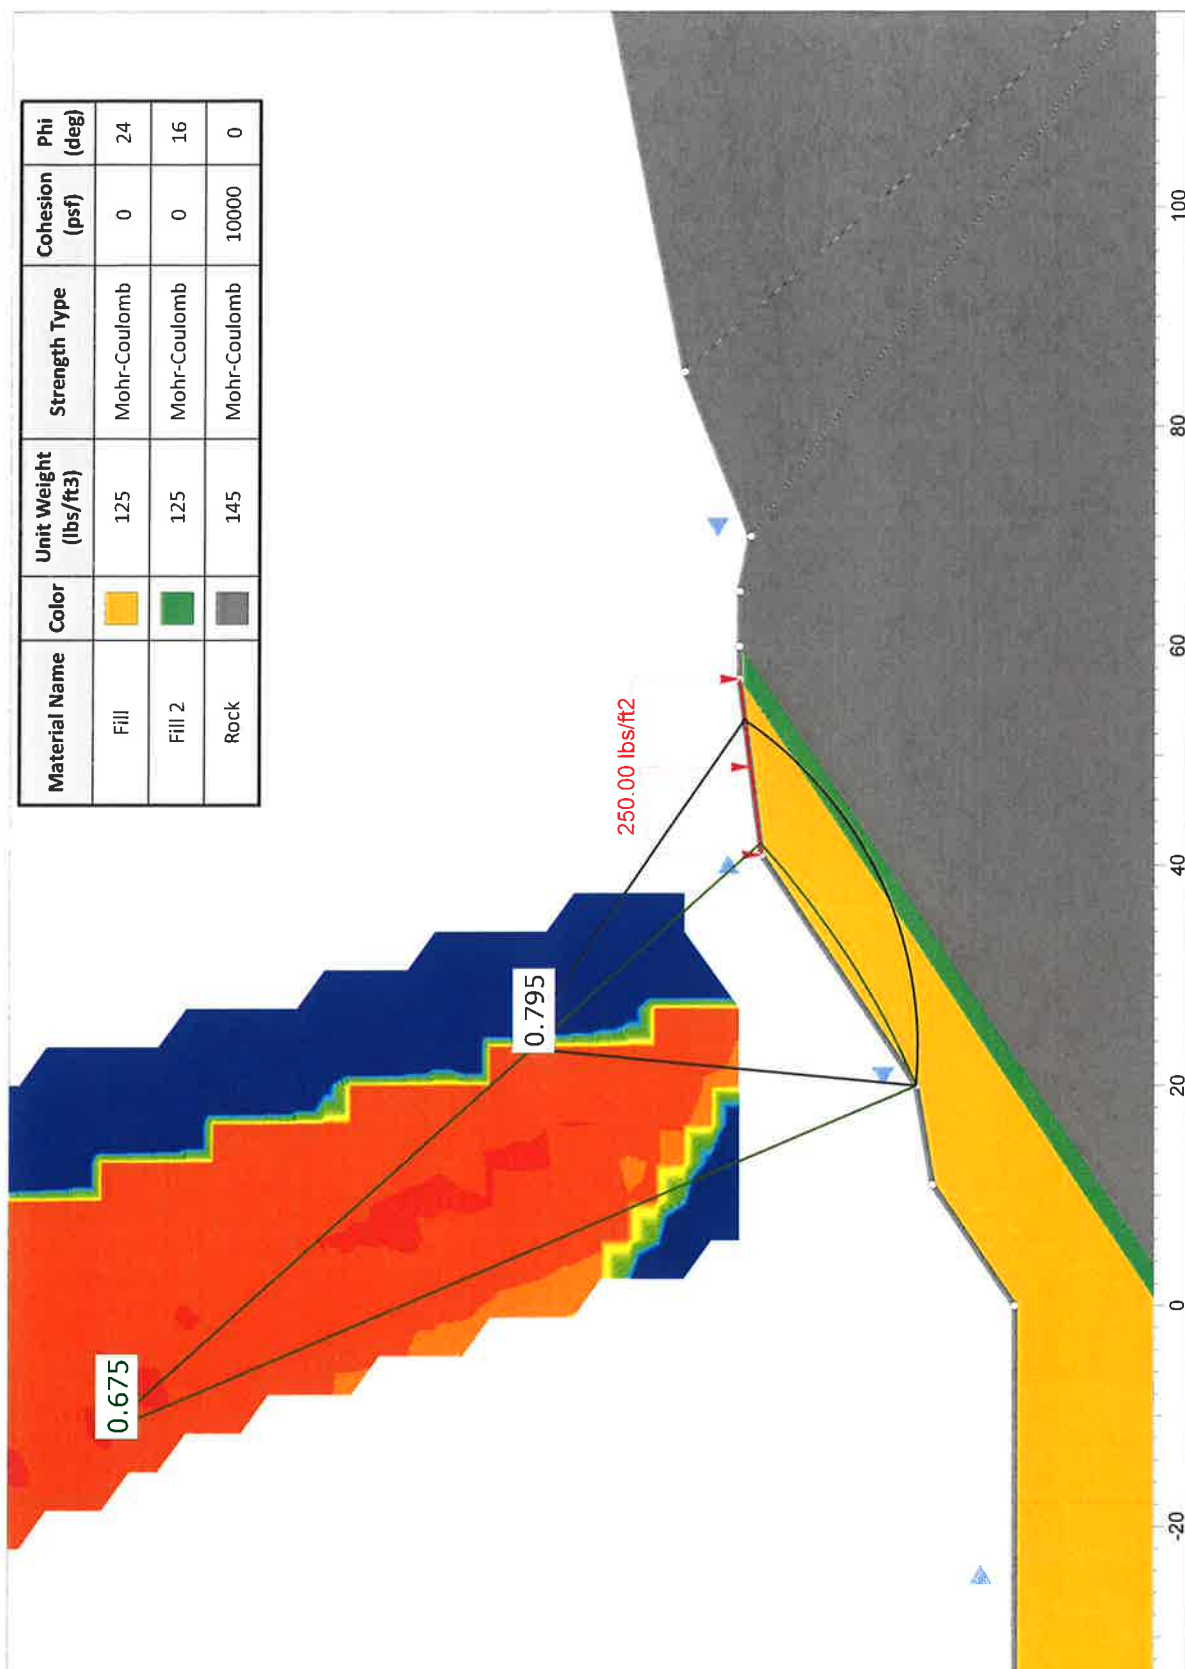 Material Name Color Unit Weight (lbs/ft3) Strength Type Cohesion (psf) Phi (deg)
Fill 125 Mohr-Coulomb 0 24
Fill 2 125 Mohr-Coulomb 0 16
Rock 145 Mohr-Coulomb 10000 0
0.675
0.795
250.00 lbs/ft2
-20 0 20 40 60 80 100